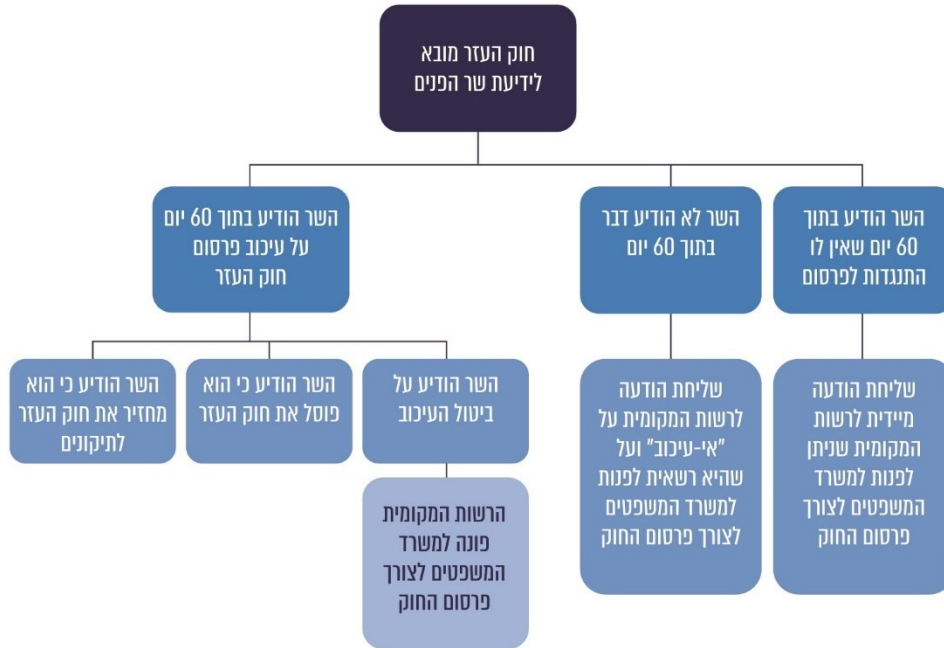 חוק העזר מובא
לידיעת שר הפנים
השר הודיע בתוך
60 יום שאין לו
התנגדות לפרסום
השר לא הודיע דבר
בתוך 60 יום
השר הודיע בתוך 60 יום
על עיכוב פרסום
חוק העזר
שליחת הודעה
מיידית לרשות
המקומית שניתן
לפנות למשרד
המשפטים לצורך
פרסום החוק
שליחת הודעה
לרשות המקומית על
"אי-עיכוב" ועל
שהיא רשאית לפנות
למשרד המשפטים
לצורך פרסום החוק
השר הודיע על
ביטול העיכוב
השר הודיע כי הוא
פוסל את חוק העזר
השר הודיע כי הוא
מחזיר את חוק העזר
לתיקונים
הרשות המקומית
פונה למשרד
המשפטים לצורך
פרסום החוק